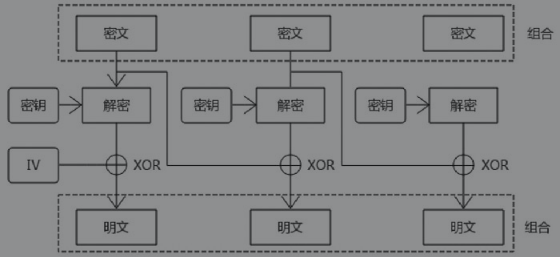 密文 密文 密文 组合
密钥 解密 密钥 解密 密钥 解密
IV XOR XOR XOR
明文 明文 明文 组合